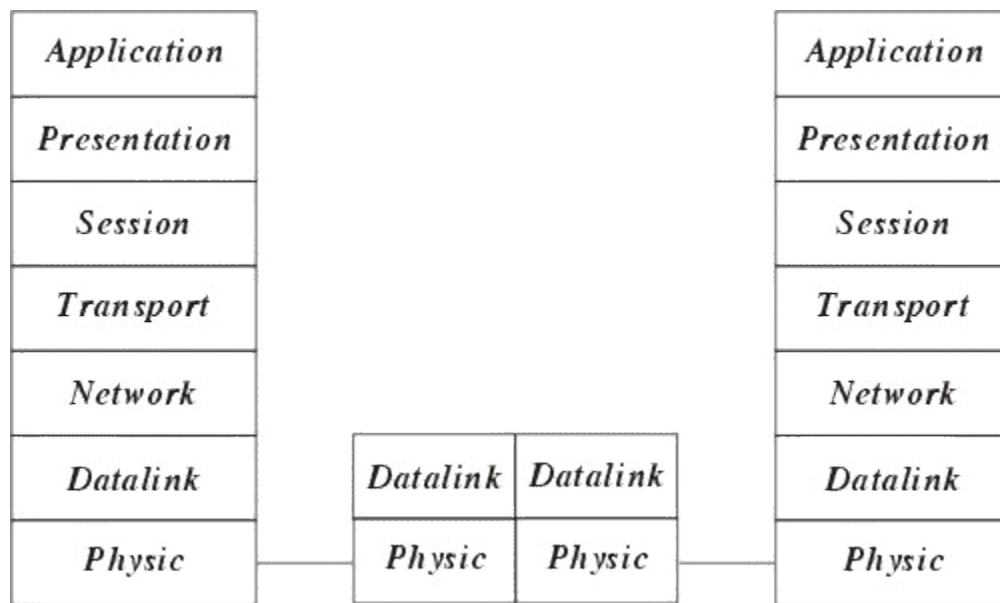 Application
Presentation
Session
Transport
Network
Datalink
Physic
Datalink Datalink
Physic Physic
Application
Presentation
Session
Transport
Network
Datalink
Physic